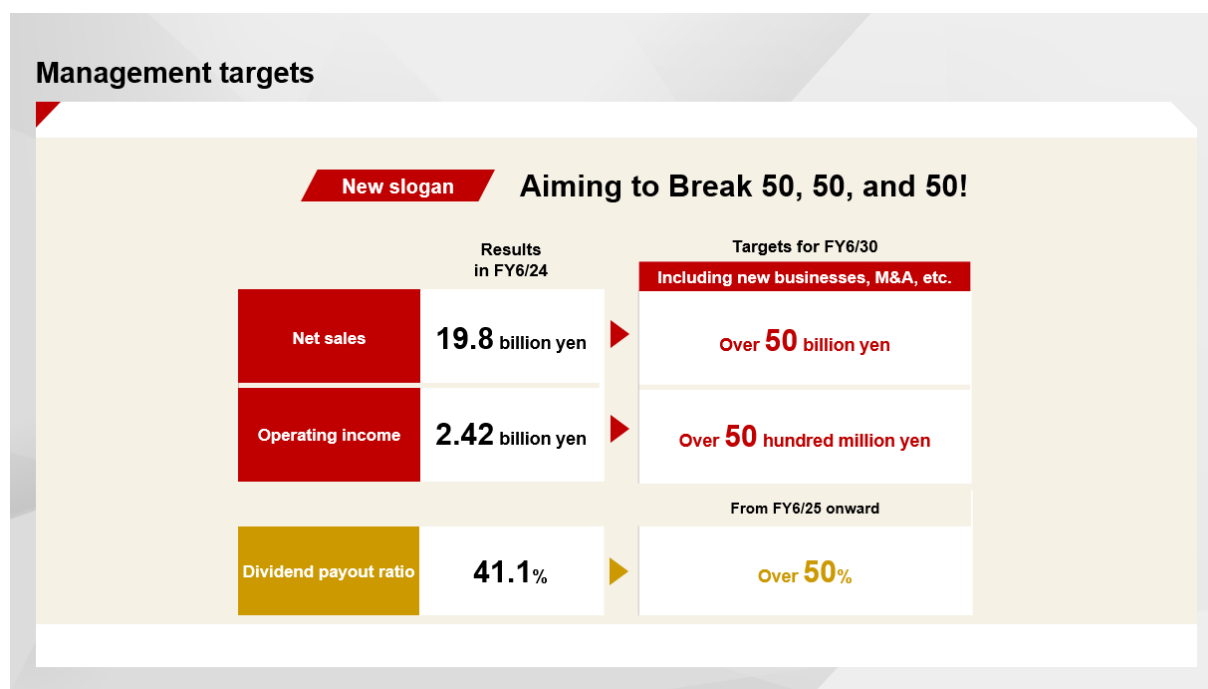 Management targets
New slogan
Aiming to Break 50, 50, and 50!
Results
in FY6/24
Targets for FY6/30
Including new businesses, M&A, etc.
Net sales
19.8 billion yen
Over 50 billion yen
Operating income
2.42 billion yen
Over 50 hundred million yen
From FY6/25 onward
Dividend payout ratio
41.1%
Over 50%